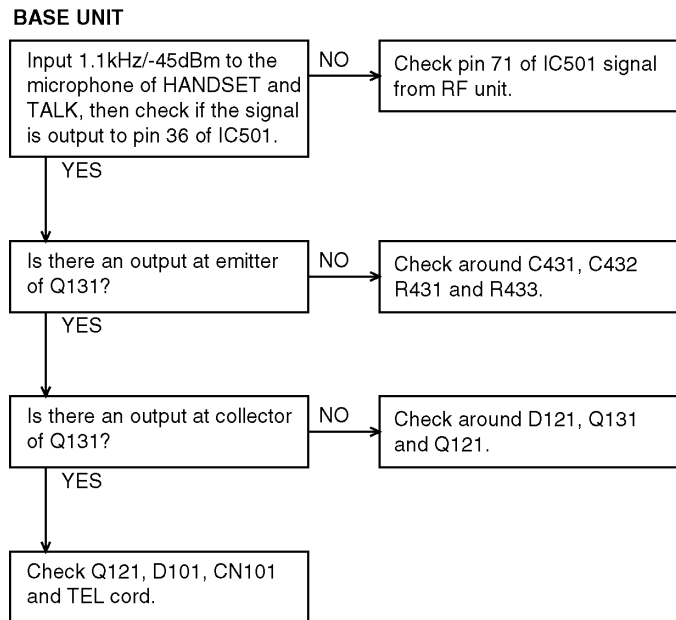 BASE UNIT
Input 1.1kHz/-45dBm to the
microphone of HANDSET and
TALK, then check if the signal
is output to pin 36 of IC501.
NO
Check pin 71 of IC501 signal
from RF unit.
YES
Is there an output at emitter
of Q131?
NO
Check around C431, C432
R431 and R433.
YES
Is there an output at collector
of Q131?
NO
Check around D121, Q131
and Q121.
YES
Check Q121, D101, CN101
and TEL cord.